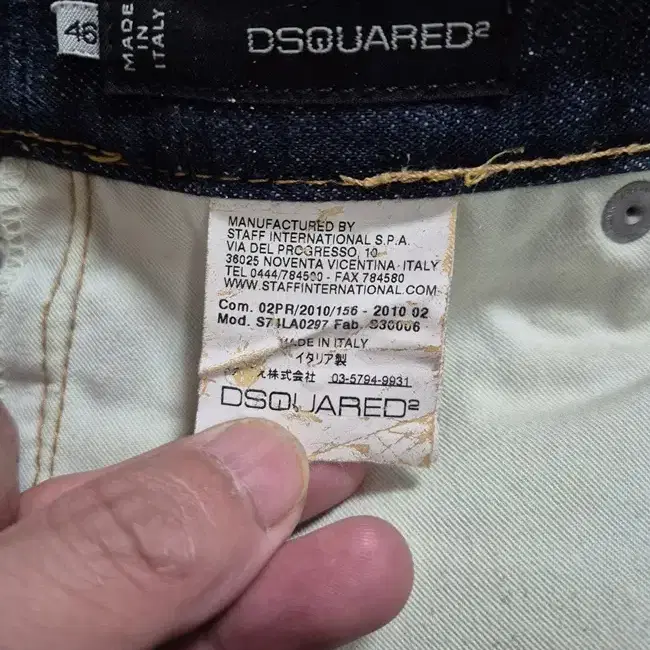 46
MADE
IN
ITALY
DSQUARED²
MANUFACTURED BY
STAFF INTERNATIONAL S.P.A.
VIA DEL PROGRESSO, 10
36025 NOVENTA VICENTINA·ITALY
TEL 0444/784500 - FAX 784580
WWW.STAFFINTERNATIONAL.COM
Com. 02PR/2010/156 - 2010 02
Mod. S71LA0297 Fab. S30006
MADE IN ITALY
イタリア製
株式会社 03-5794-9931
DSQUARED²